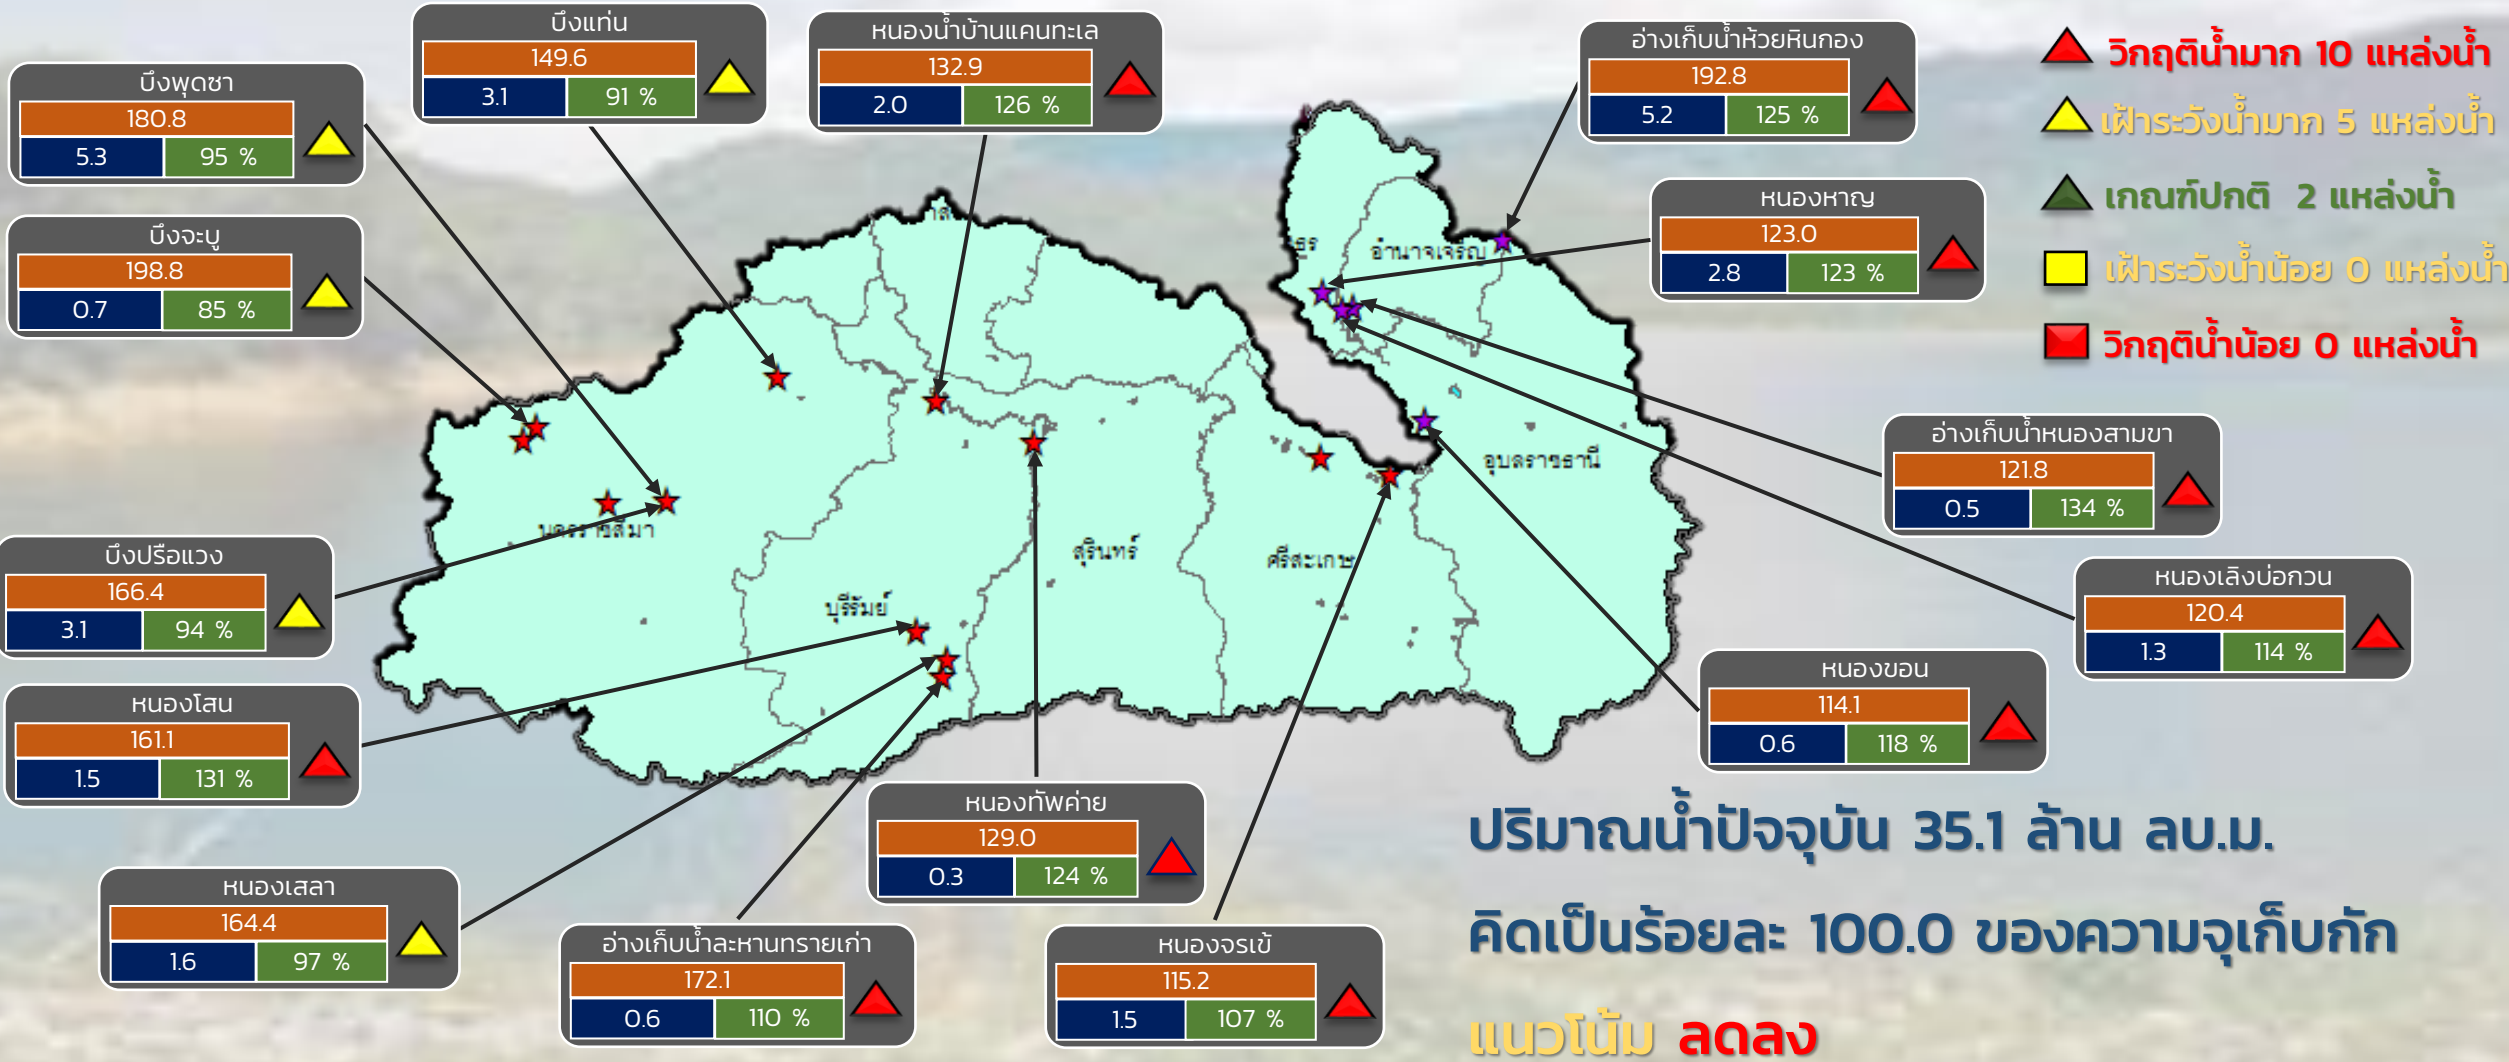 บึงแท่น
149.6
3.1 91 %
หนองน้ำบ้านแคนทะเล
132.9
2.0 126 %
อ่างเก็บน้ำห้วยหินกอง
192.8
5.2 125 %
วิกฤติน้ำมาก 10 แหล่งน้ำ
เฝ้าระวังน้ำมาก 5 แหล่งน้ำ
เกณฑ์ปกติ 2 แหล่งน้ำ
เฝ้าระวังน้ำน้อย 0 แหล่งน้ำ
วิกฤติน้ำน้อย 0 แหล่งน้ำ
บึงพุดซา
180.8
5.3 95 %
บึงจะบู
198.8
0.7 85 %
หนองหาญ
123.0
2.8 123 %
อำนาจเจริญ
อุบลราชธานี
นครราชสีมา
สุรินทร์
ศรีสะเกษ
บุรีรัมย์
อ่างเก็บน้ำหนองสามขา
121.8
0.5 134 %
บึงปรือแวง
166.4
3.1 94 %
หนองเลิงบ่อกวน
120.4
1.3 114 %
หนองขอน
114.1
0.6 118 %
หนองโสน
161.1
1.5 131 %
หนองทัพค่าย
129.0
0.3 124 %
หนองเสลา
164.4
1.6 97 %
อ่างเก็บน้ำละหานทรายเก่า
172.1
0.6 110 %
หนองจรเข้
115.2
1.5 107 %
ปริมาณน้ำปัจจุบัน 35.1 ล้าน ลบ.ม.
คิดเป็นร้อยละ 100.0 ของความจุเก็บกัก
แนวโน้ม ลดลง